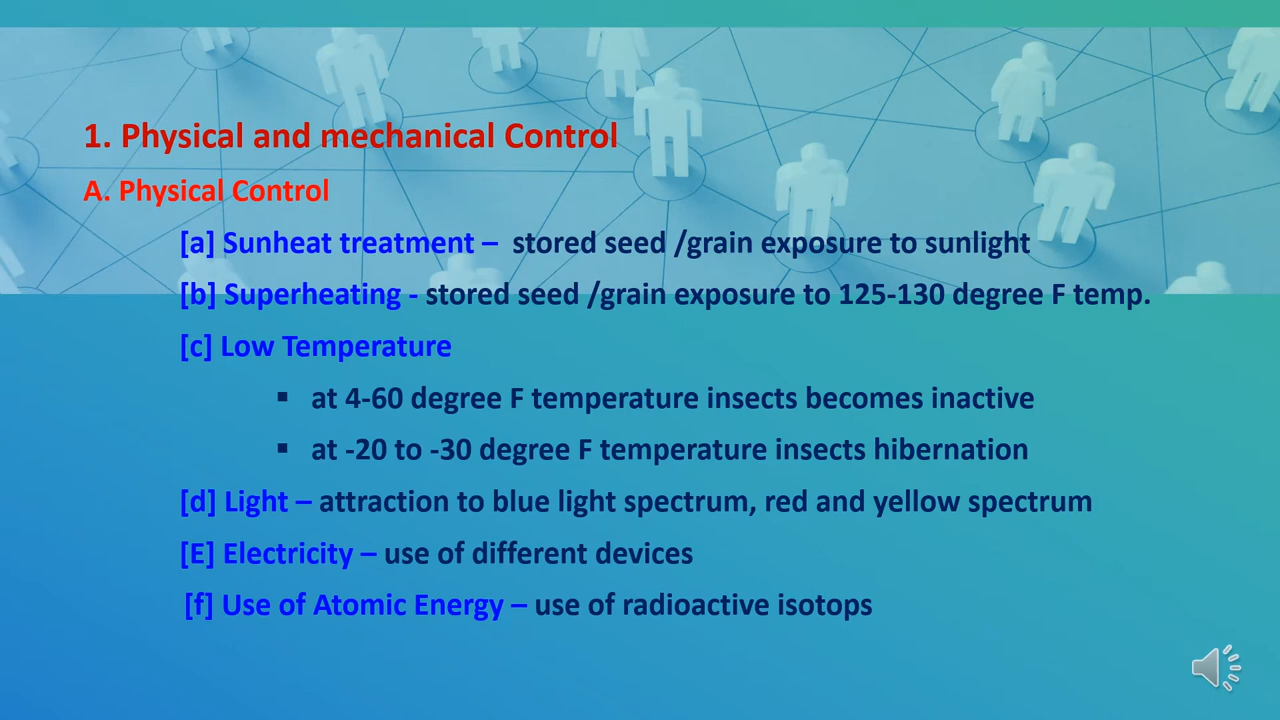 1. Physical and mechanical Control
A. Physical Control
[a] Sunheat treatment – stored seed /grain exposure to sunlight
[b] Superheating - stored seed /grain exposure to 125-130 degree F temp.
[c] Low Temperature
▪ at 4-60 degree F temperature insects becomes inactive
▪ at -20 to -30 degree F temperature insects hibernation
[d] Light – attraction to blue light spectrum, red and yellow spectrum
[E] Electricity – use of different devices
[f] Use of Atomic Energy – use of radioactive isotops